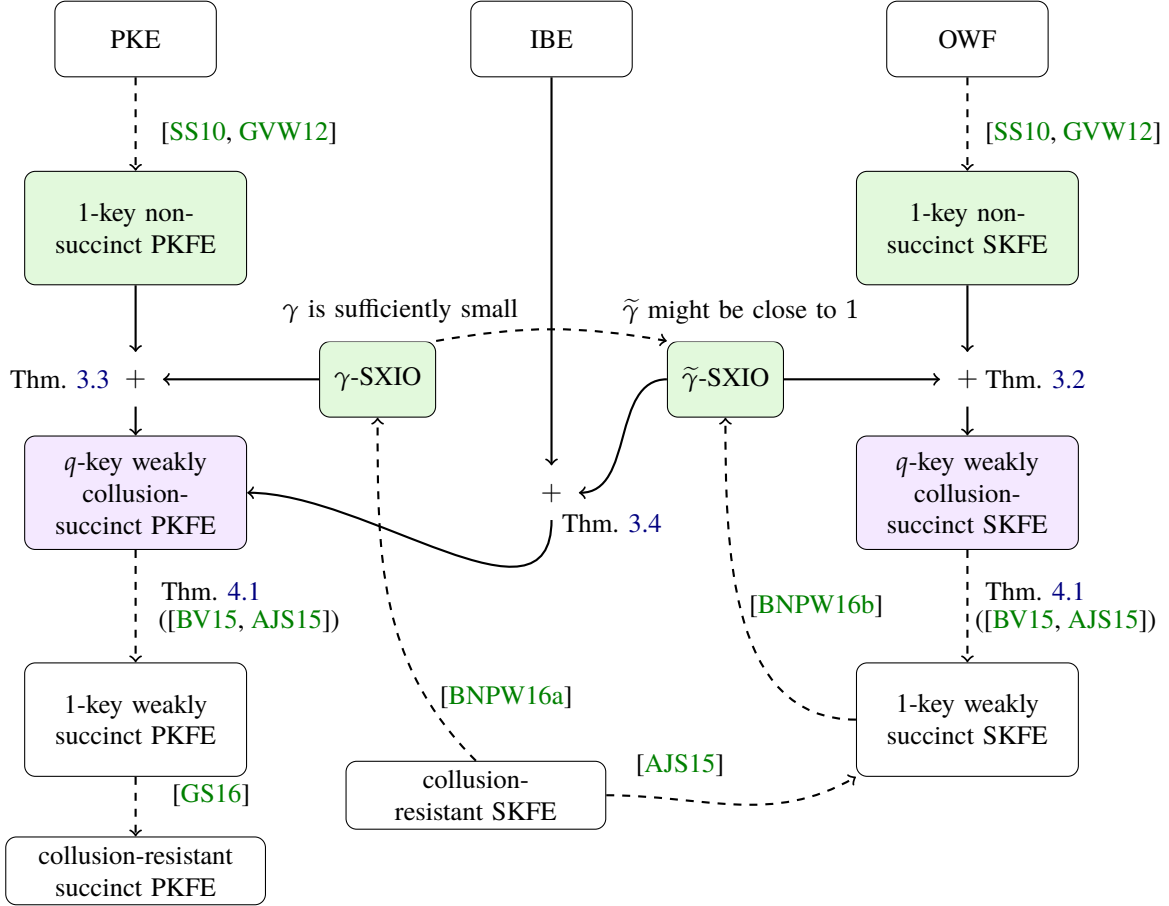 PKE
IBE
OWF
[SS10, GVW12]
[SS10, GVW12]
1-key non-
succinct PKFE
1-key non-
succinct SKFE
γ is sufficiently small
γ̃ might be close to 1
Thm. 3.3 +
γ-SXIO
γ̃-SXIO
+ Thm. 3.2
q-key weakly
collusion-
succinct PKFE
+
Thm. 3.4
q-key weakly
collusion-
succinct SKFE
Thm. 4.1
([BV15, AJS15])
[BNPW16b]
Thm. 4.1
([BV15, AJS15])
1-key weakly
succinct PKFE
[BNPW16a]
1-key weakly
succinct SKFE
[GS16]
collusion-
resistant SKFE
[AJS15]
collusion-resistant
succinct PKFE